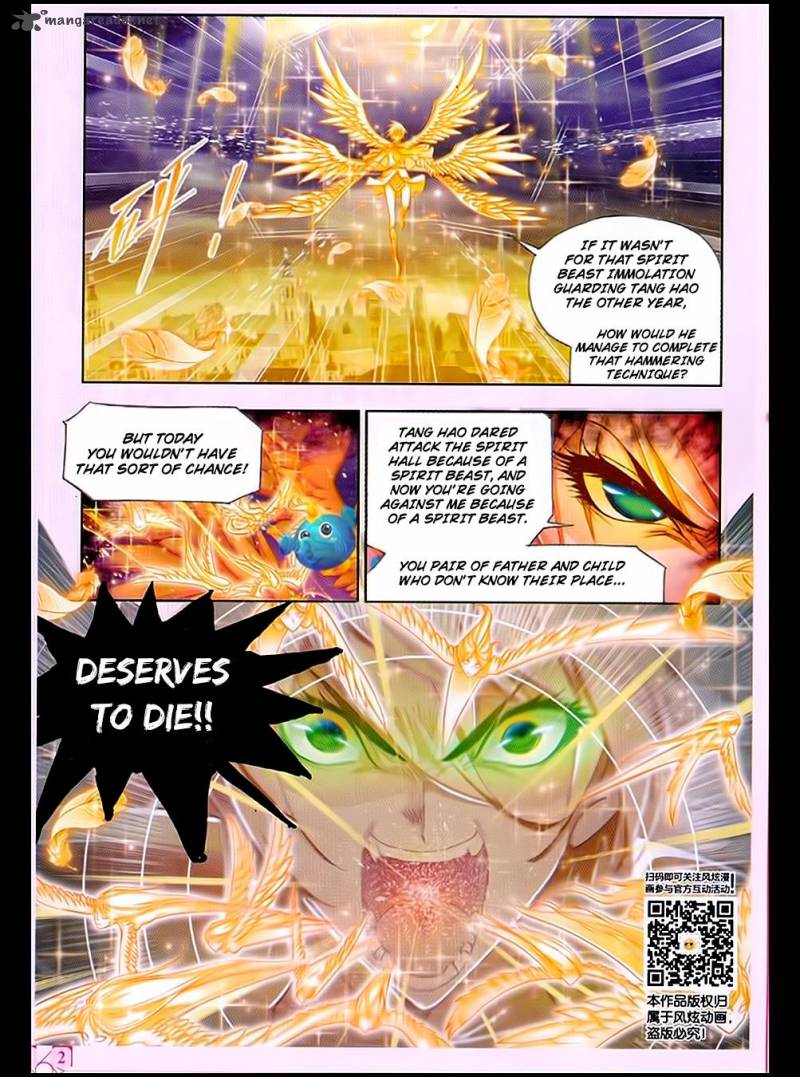 mangareader.net
砰!
IF IT WASN'T
FOR THAT SPIRIT
BEAST IMMOLATION
GUARDING TANG HAO
THE OTHER YEAR,
HOW WOULD HE
MANAGE TO COMPLETE
THAT HAMMERING
TECHNIQUE?
BUT TODAY
YOU WOULDN'T HAVE
THAT SORT OF CHANCE!
TANG HAO DARED
ATTACK THE SPIRIT
HALL BECAUSE OF A
SPIRIT BEAST, AND
NOW YOU'RE GOING
AGAINST ME BECAUSE
OF A SPIRIT BEAST.
YOU PAIR OF FATHER AND CHILD
WHO DON'T KNOW THEIR PLACE...
DESERVES
TO DIE!!
扫码即可关注风炫漫
画参与官方互动活动!
本作品版权归
属于风炫动画,
盗版必究!
2